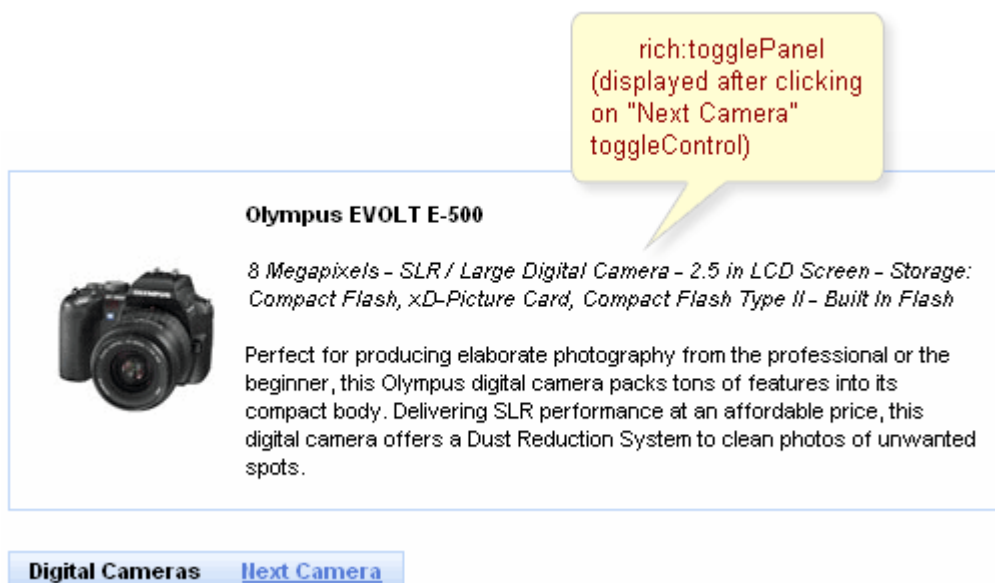 rich:togglePanel
(displayed after clicking
on "Next Camera"
toggleControl)
Olympus EVOLT E-500
8 Megapixels - SLR / Large Digital Camera - 2.5 in LCD Screen - Storage:
Compact Flash, xD-Picture Card, Compact Flash Type II - Built In Flash
Perfect for producing elaborate photography from the professional or the
beginner, this Olympus digital camera packs tons of features into its
compact body. Delivering SLR performance at an affordable price, this
digital camera offers a Dust Reduction System to clean photos of unwanted
spots.
OLYMPUS
Digital Cameras Next Camera